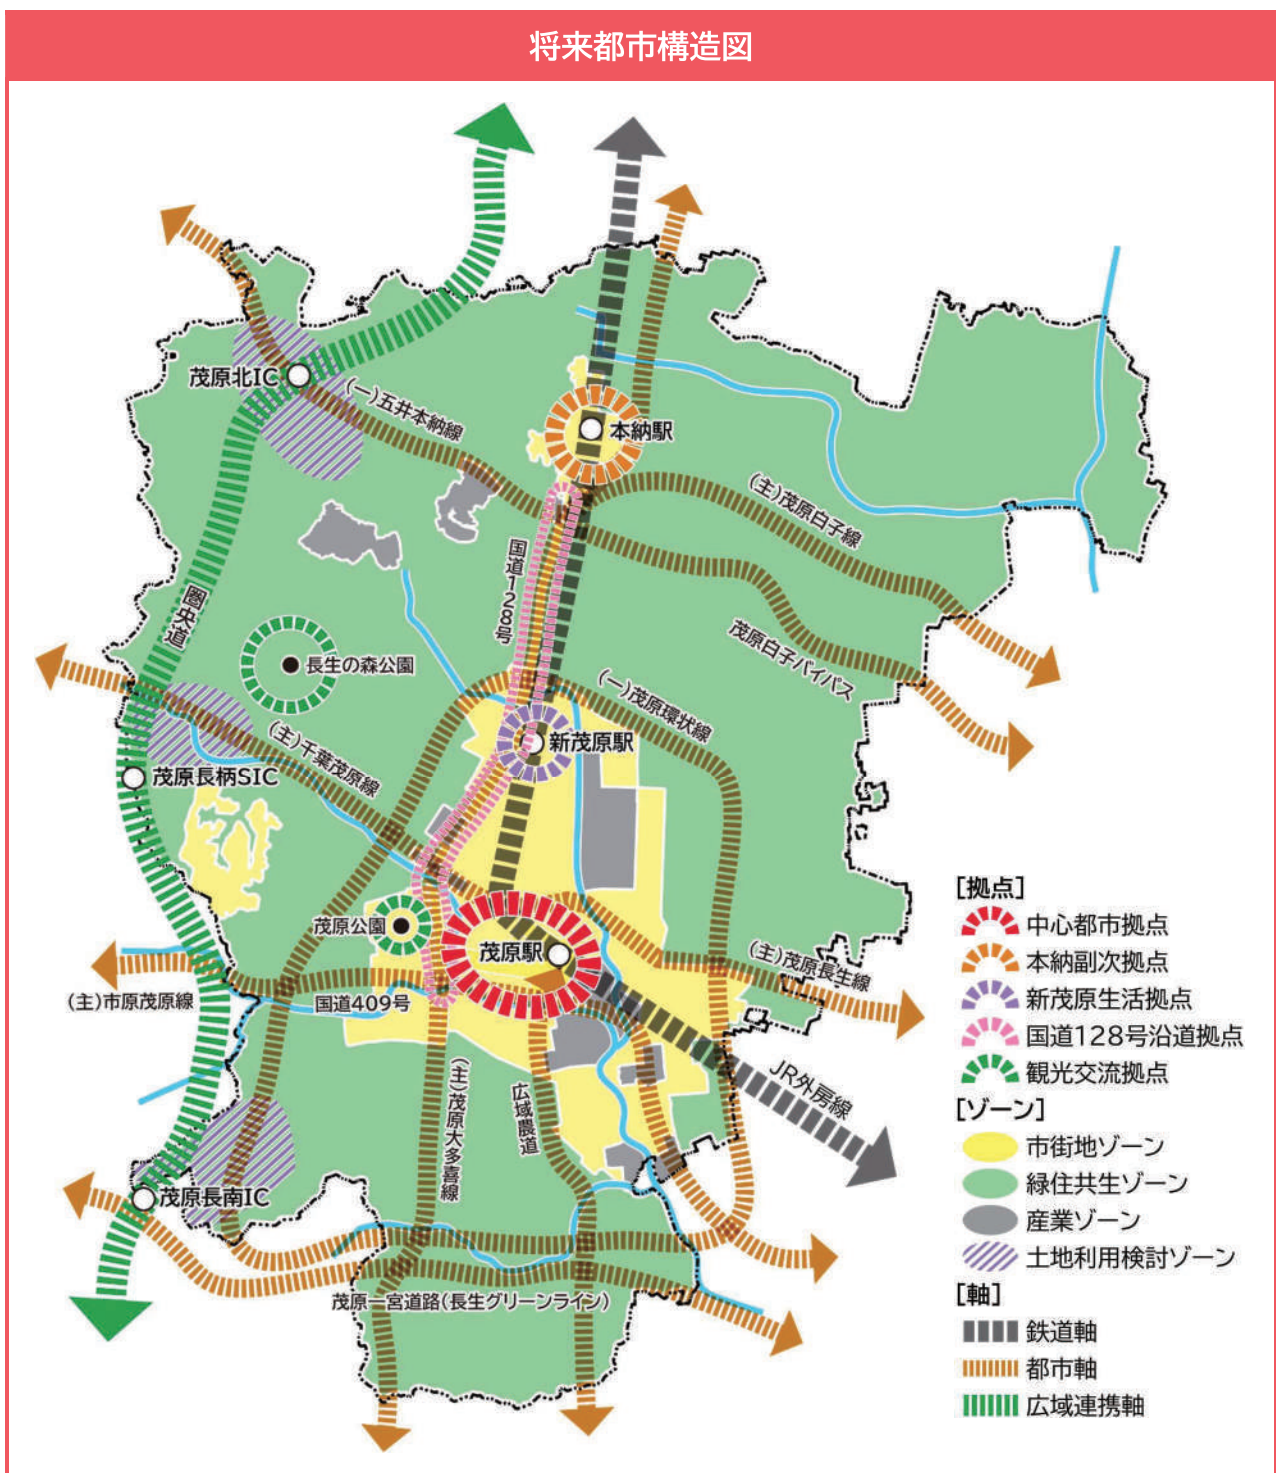 将来都市構造図
茂原北IC
(一)五井本納線
本納駅
(主)茂原白子線
国道128号
圏央道
長生の森公園
茂原白子バイパス
(一)茂原環状線
新茂原駅
(主)千葉茂原線
茂原長柄SIC
茂原公園
茂原駅
(主)茂原長生線
(主)市原茂原線
国道409号
JR外房線
(主)茂原大多喜線
広域農道
茂原長南IC
茂原一宮道路(長生グリーンライン)
[拠点]
中心都市拠点
本納副次拠点
新茂原生活拠点
国道128号沿道拠点
観光交流拠点
[ゾーン]
市街地ゾーン
緑住共生ゾーン
産業ゾーン
土地利用検討ゾーン
[軸]
鉄道軸
都市軸
広域連携軸